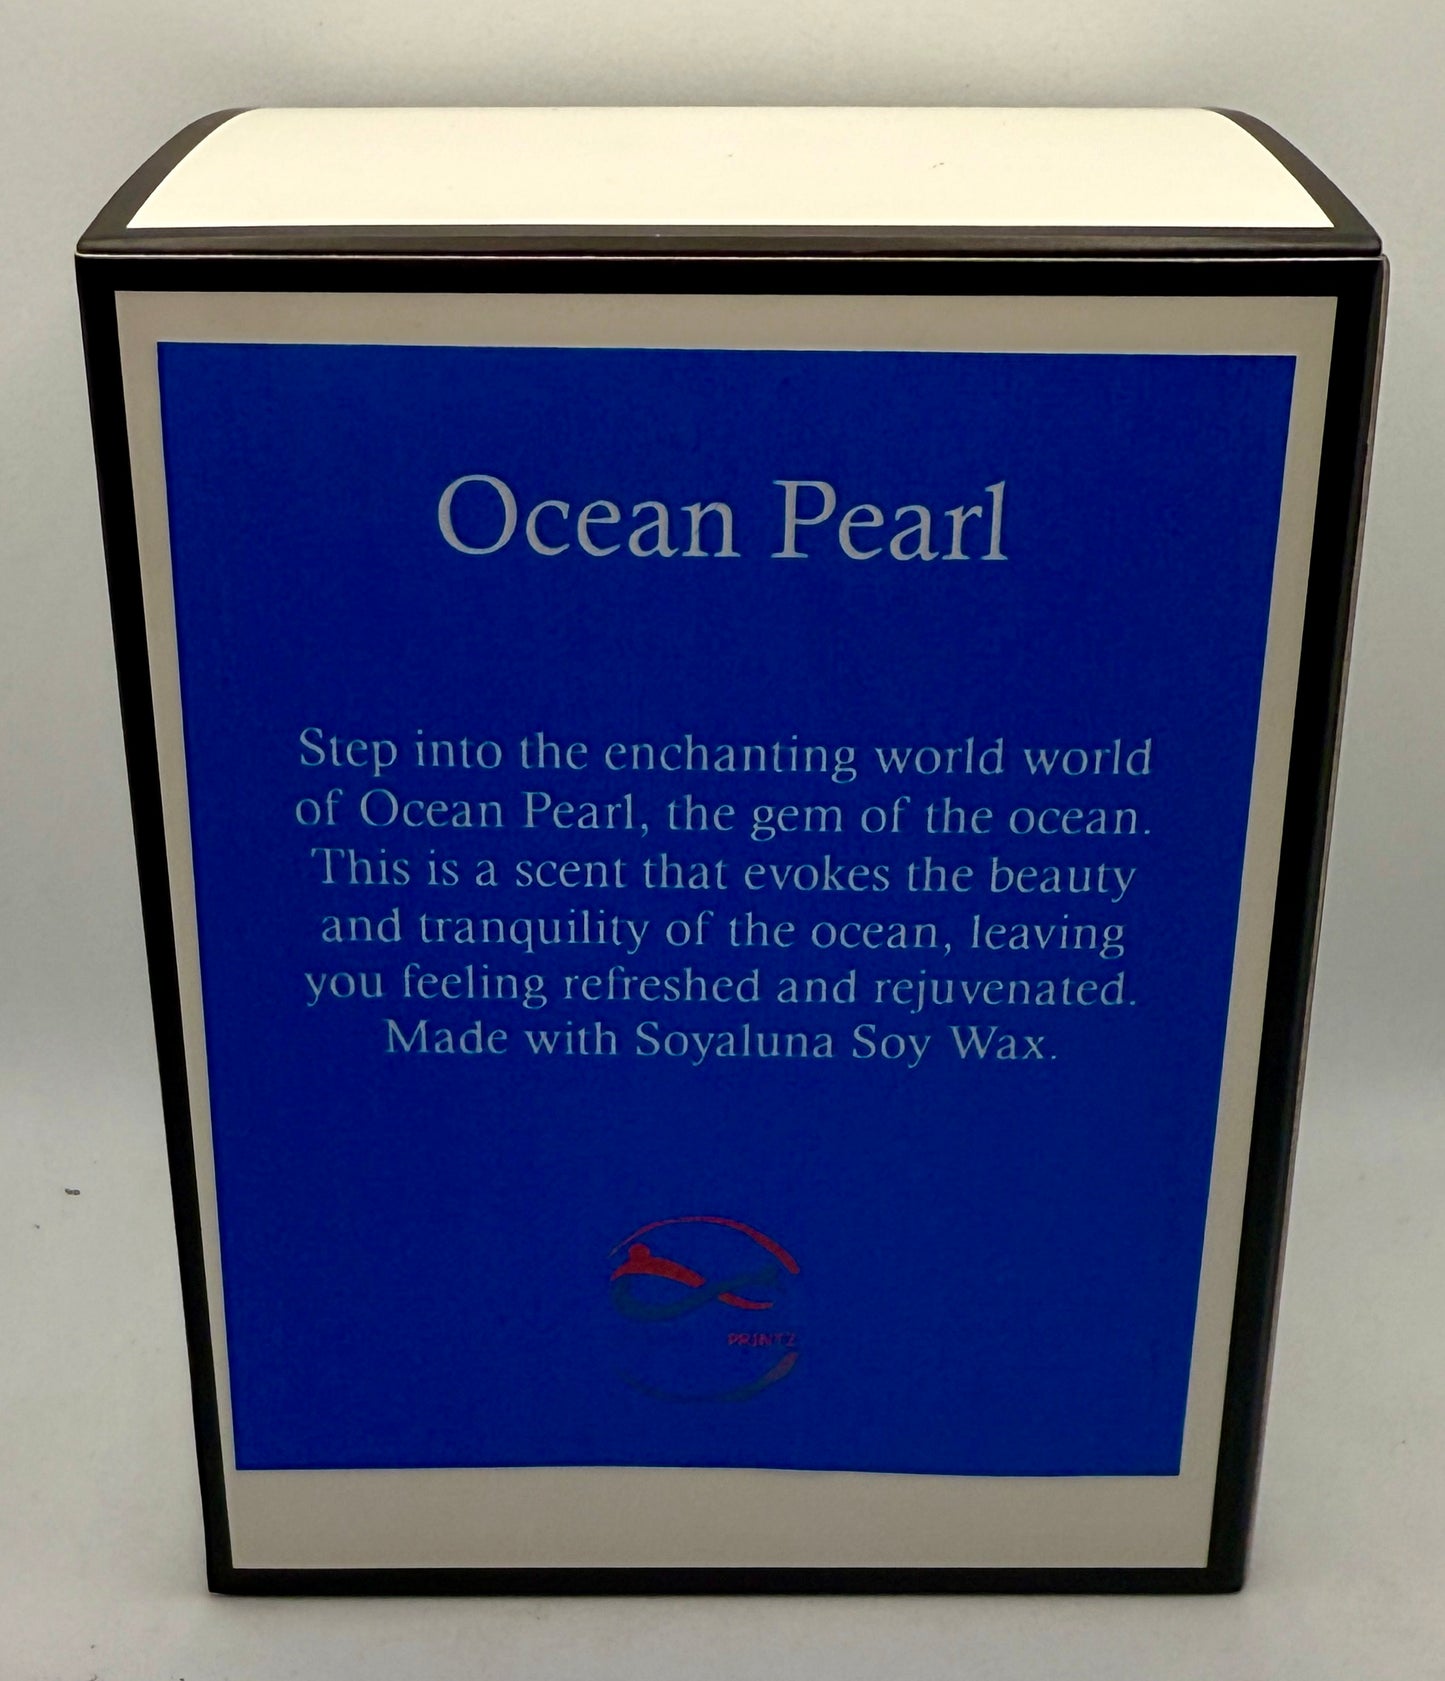 Ocean Pearl
Step into the enchanting world world
of Ocean Pearl, the gem of the ocean.
This is a scent that evokes the beauty
and tranquility of the ocean, leaving
you feeling refreshed and rejuvenated.
Made with Soyaluna Soy Wax.
PRINTZ